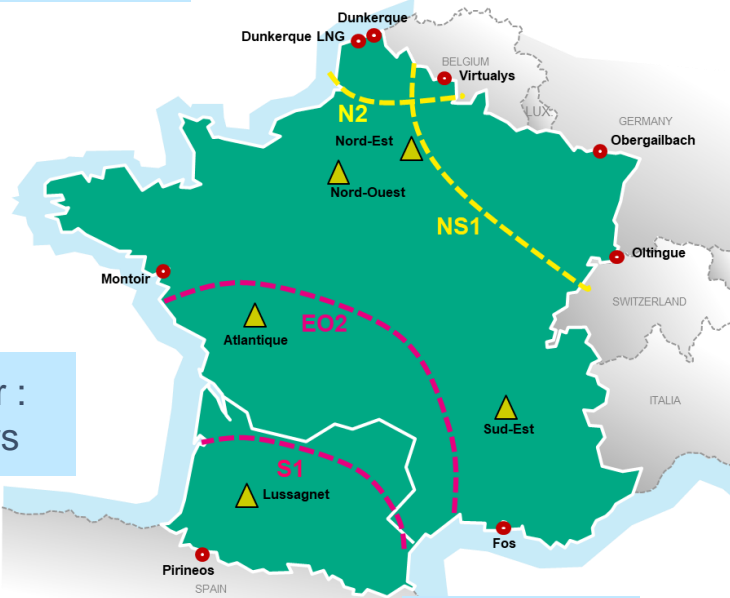 Dunkerque
Dunkerque LNG
BELGIUM
Virtualys
N2
LUX
GERMANY
Nord-Est
Obergailbach
Nord-Ouest
NS1
Oltingue
Montoir
SWITZERLAND
EO2
Atlantique
r :
ITALIA
Sud-Est
S1
Lussagnet
Fos
Pirineos
SPAIN